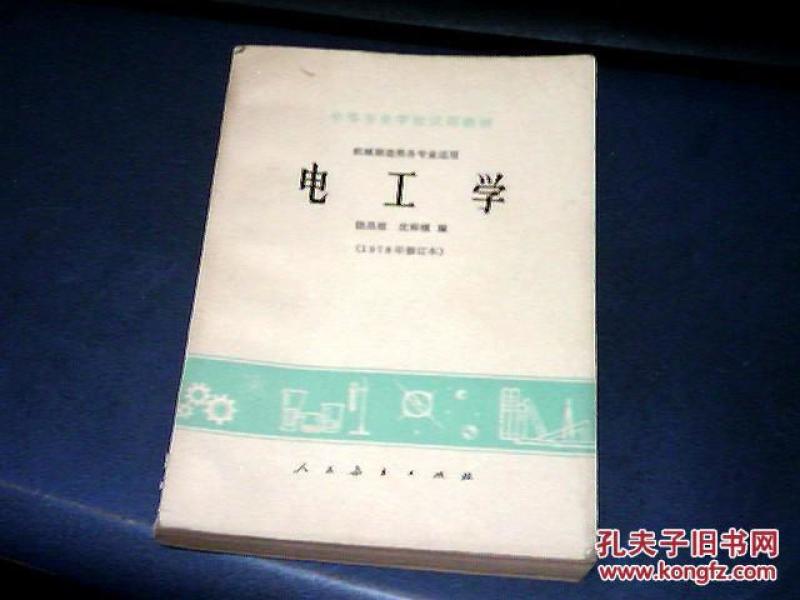 中等专业学校试用教材
机械制造类各专业适用
电工学
编
(1978年修订本)
人民教育出版社
孔夫子旧书网
www.kongfz.com